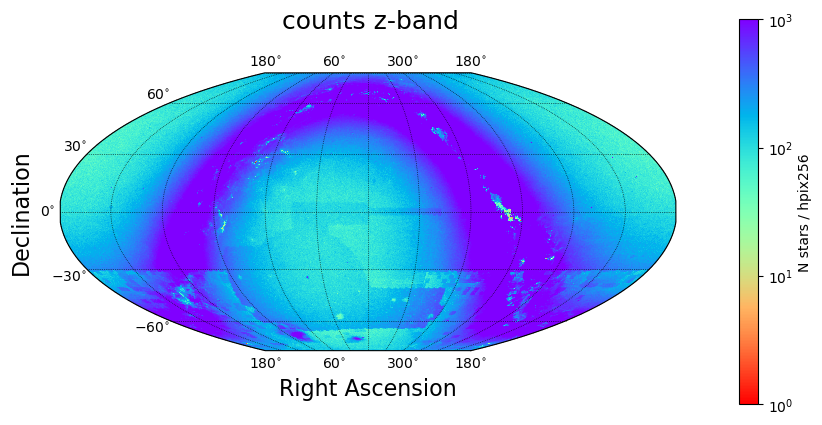 counts z-band
180° 60° 300° 180°
60°
30°
0°
−30°
−60°
180° 60° 300° 180°
Right Ascension
Declination
10³
10²
10¹
10⁰
N stars / hpix256